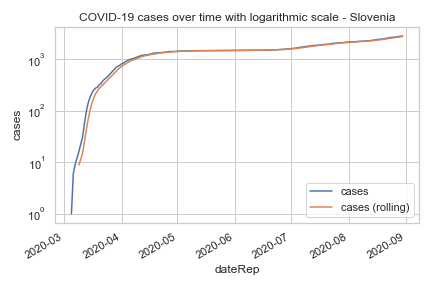 COVID-19 cases over time with logarithmic scale - Slovenia
10³
10²
10¹
10⁰
cases
2020-03
2020-04
2020-05
2020-06
2020-07
2020-08
2020-09
dateRep
cases
cases (rolling)